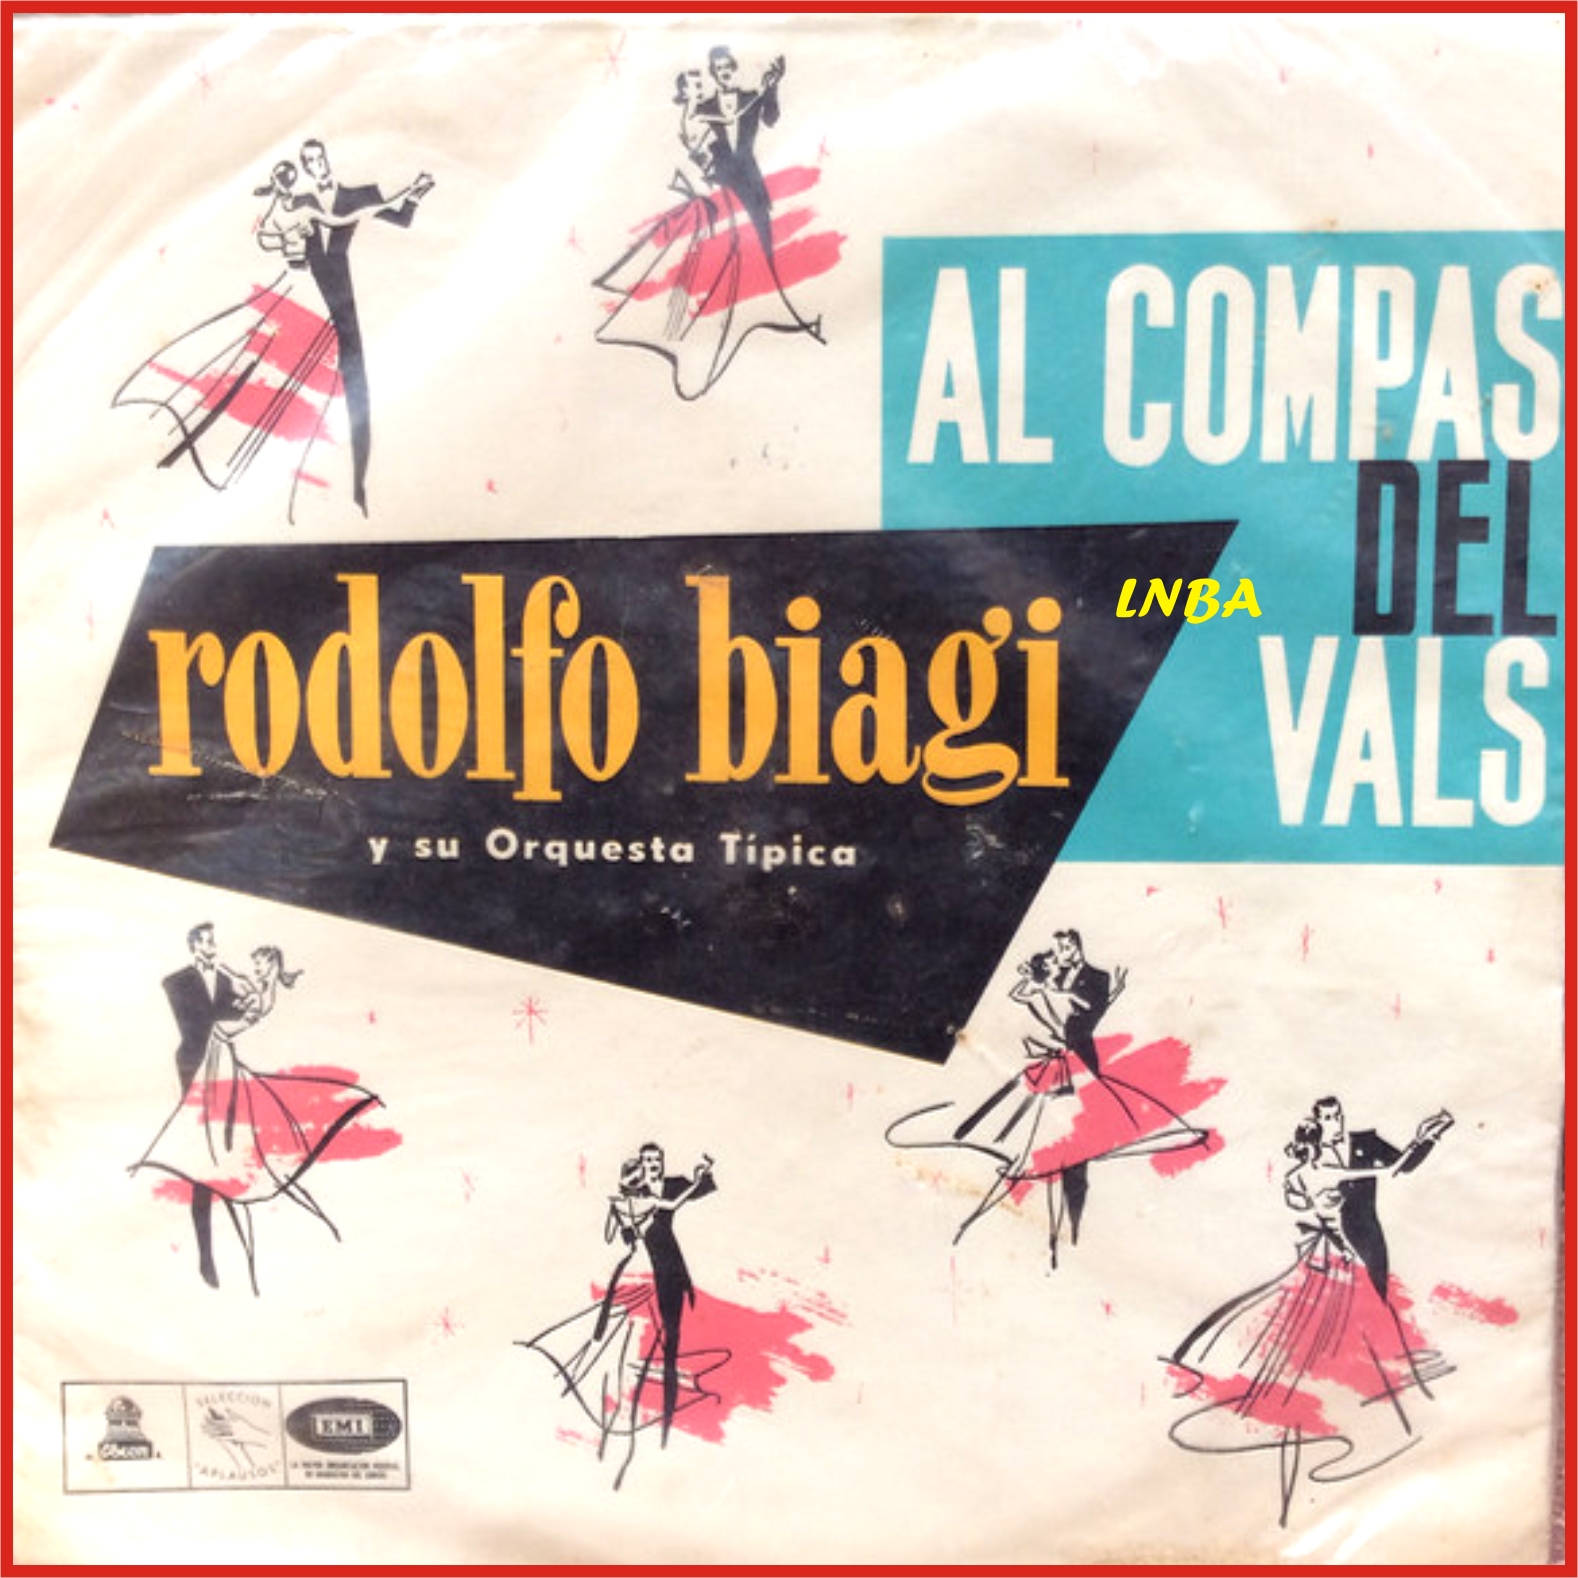 AL COMPAS
DEL
VALS
rodolfo biagi
LNBA
y su Orquesta Típica
Odeon
SELECCION
"APLAUSOS"
EMI